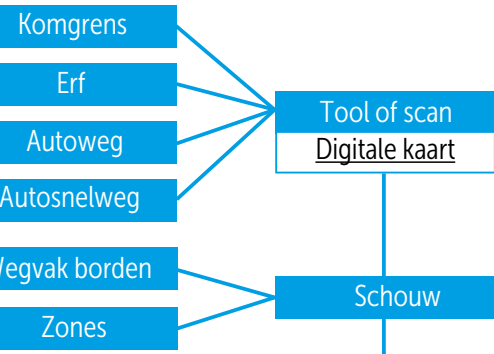 Komgrens
Erf
Autoweg
Autosnelweg
Tool of scan
Digitale kaart
Wegvak borden
Zones
Schouw